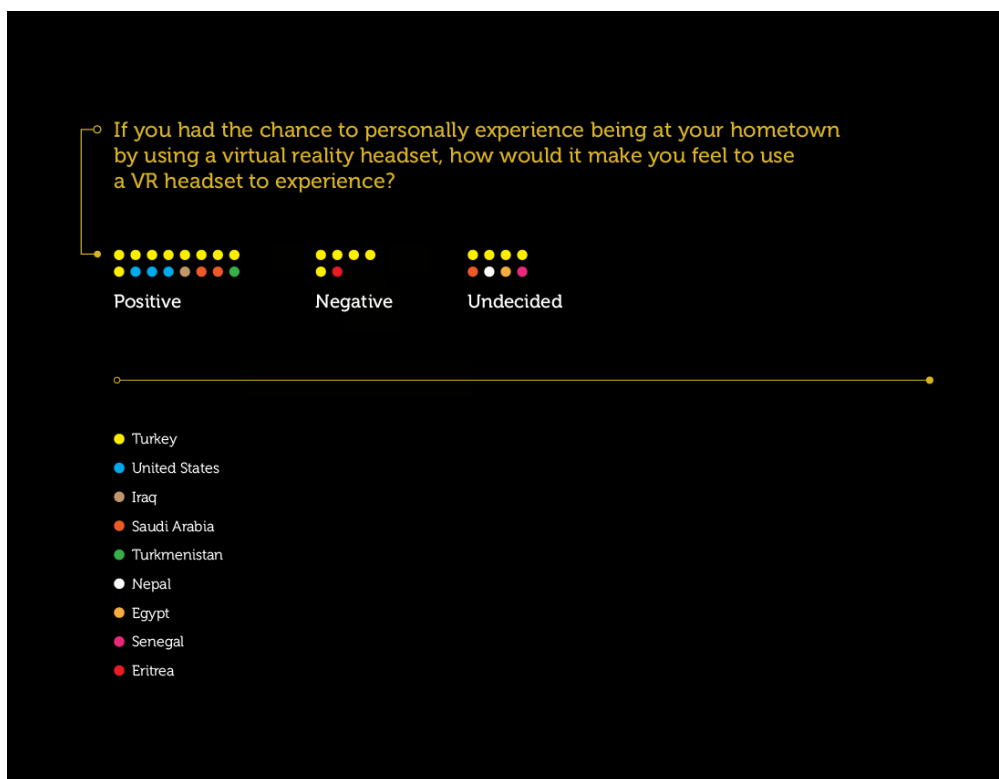 If you had the chance to personally experience being at your hometown
by using a virtual reality headset, how would it make you feel to use
a VR headset to experience?
Positive
Negative
Undecided
Turkey
United States
Iraq
Saudi Arabia
Turkmenistan
Nepal
Egypt
Senegal
Eritrea